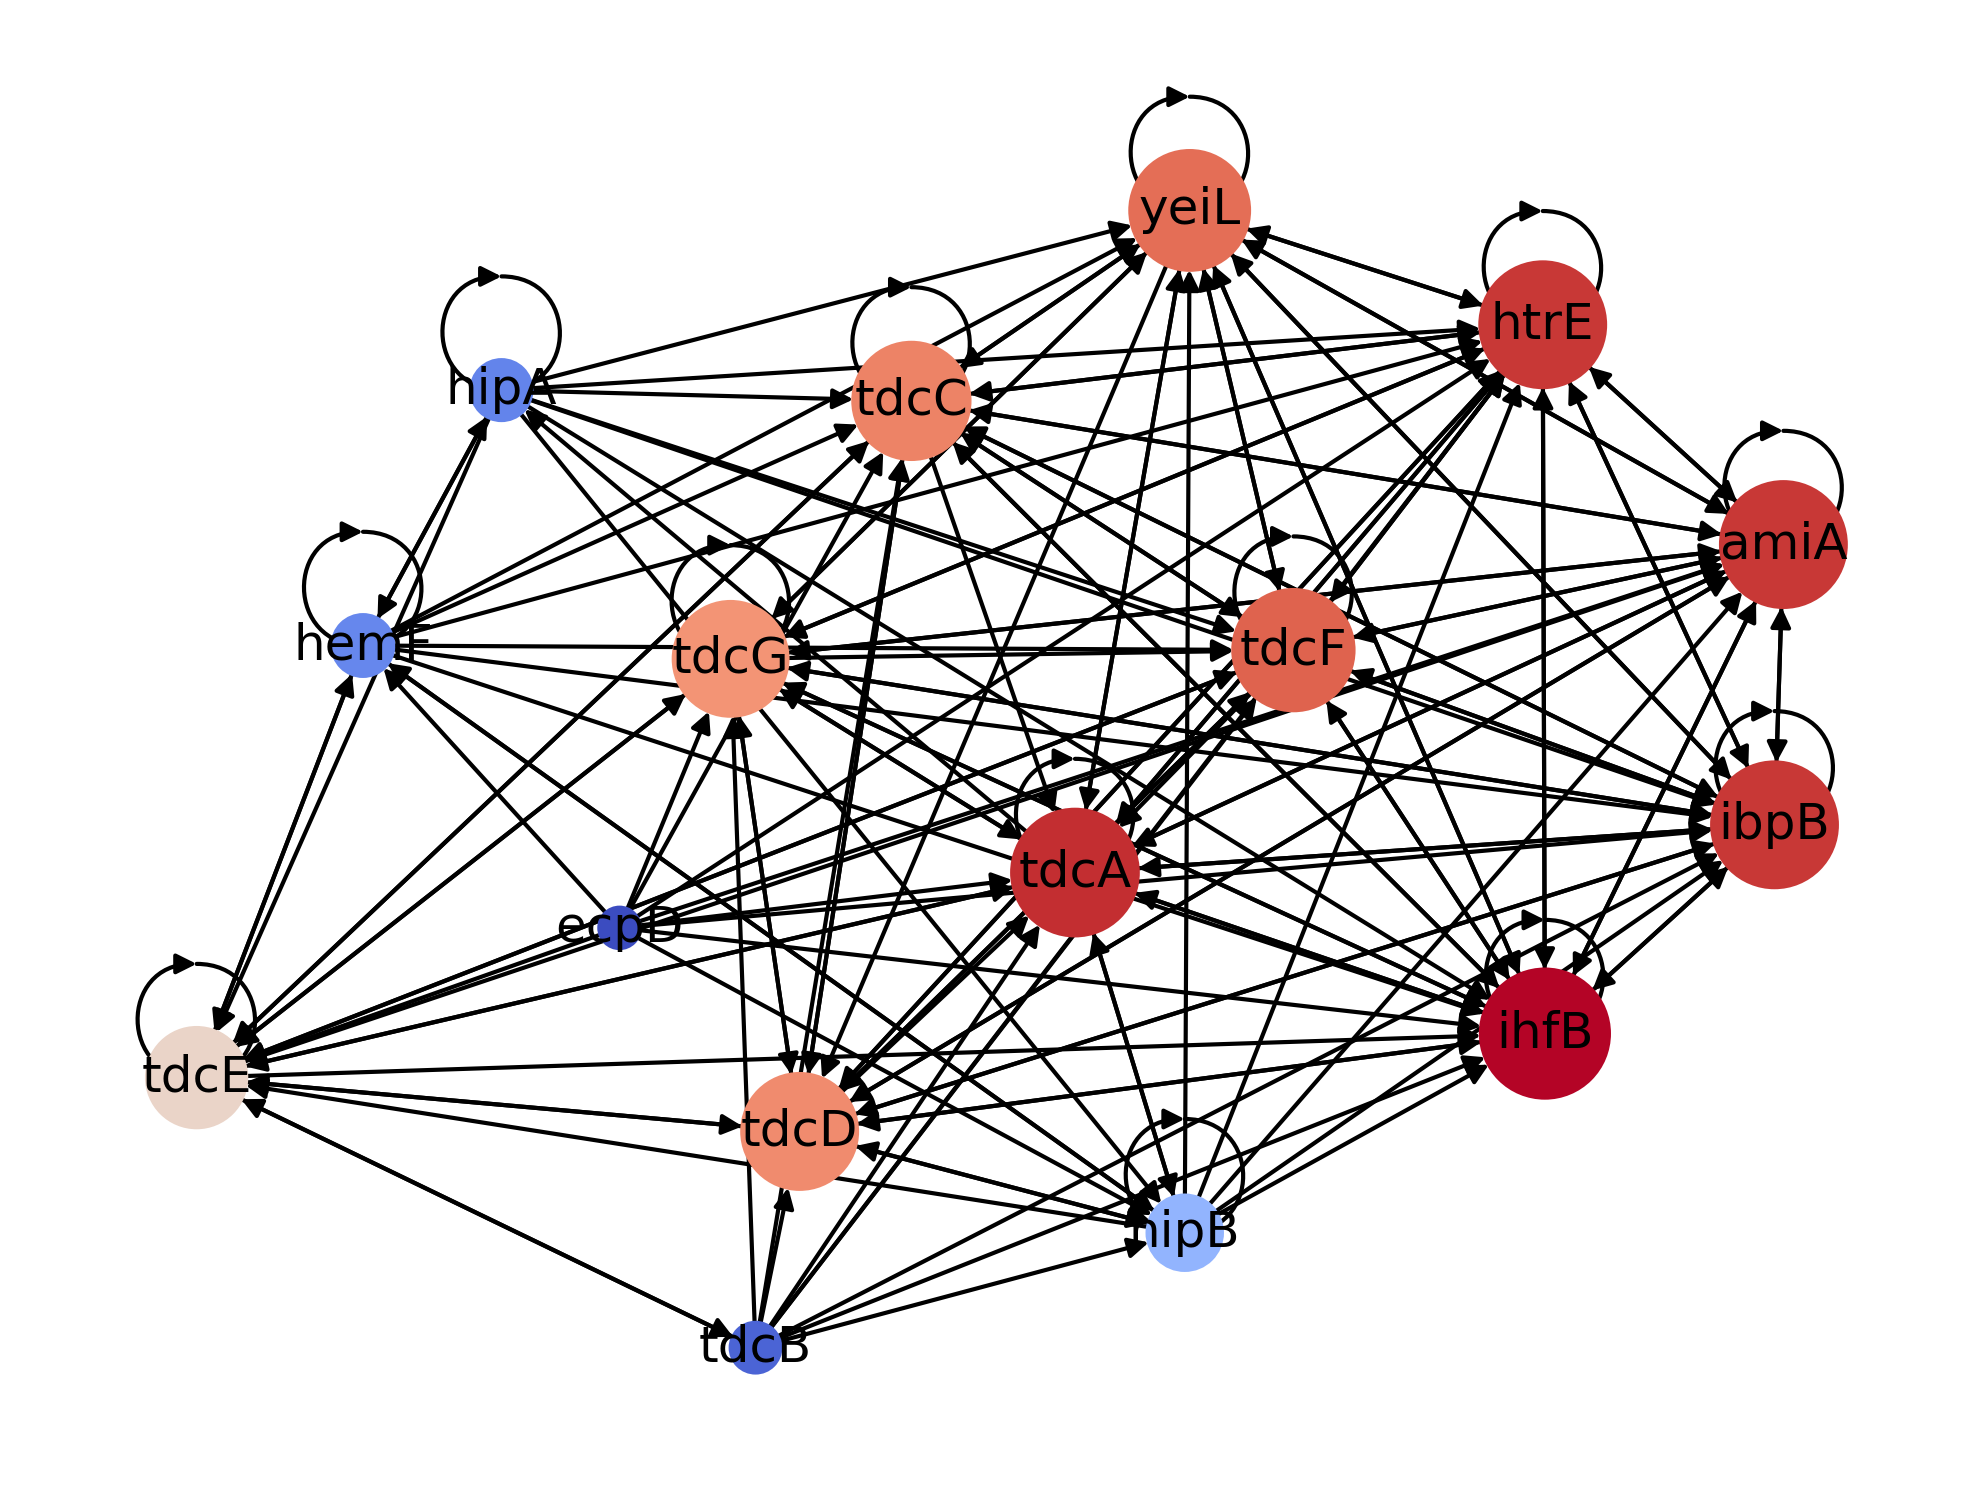 yeiL
htrE
hipA
tdcC
amiA
hemF
tdcG
tdcF
ibpB
tdcA
ecpD
ihfB
tdcE
tdcD
hipB
tdcB